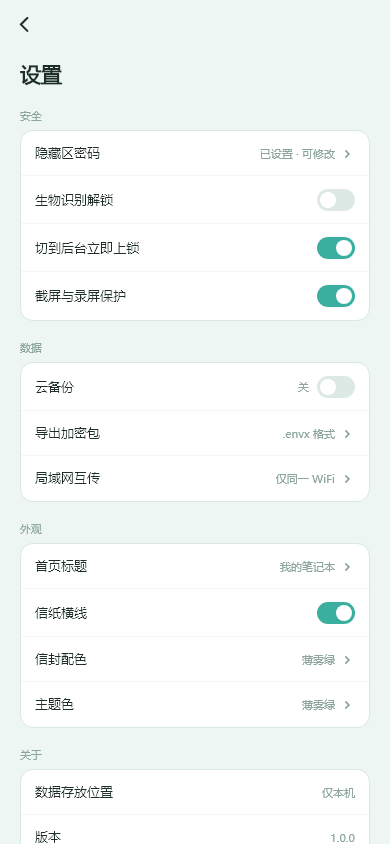 设置
安全
隐藏区密码 已设置 · 可修改
生物识别解锁
切到后台立即上锁
截屏与录屏保护
数据
云备份 关
导出加密包 .envx 格式
局域网互传 仅同一 WiFi
外观
首页标题 我的笔记本
信纸横线
信封配色 薄雾绿
主题色 薄雾绿
关于
数据存放位置 仅本机
版本 1.0.0